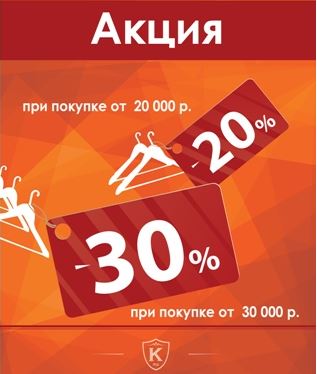 Акция
при покупке от 20 000 р.
-20%
-30%
при покупке от 30 000 р.
К